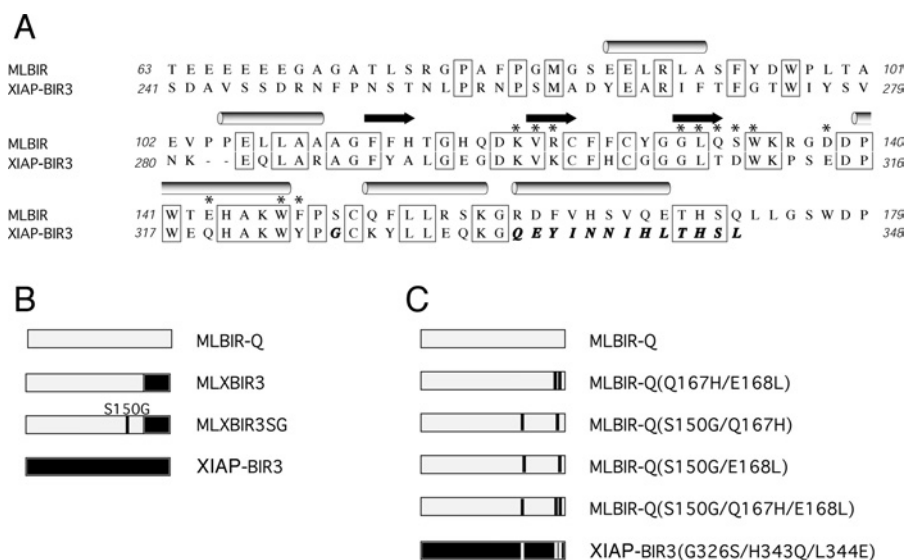 A
MLBIR 63 T E E E E E E G A G A T L S R G P A F P G M G S E E L R L A S F Y D W P L T A 101
XIAP-BIR3 241 S D A V S S D R N F P N S T N L P R N P S M A D Y E A R I F T F G T W I Y S V 279
* * * * * * * * *
MLBIR 102 E V P P E L L A A A G F F H T G H Q D K V R C F F C Y G G L Q S W K R G D D P 140
XIAP-BIR3 280 N K - - E Q L A R A G F Y A L G E G D K V K C F H C G G G L T D W K P S E D P 316
* * *
MLBIR 141 W T E H A K W F P S C Q F L L R S K G R D F V H S V Q E T H S Q L L G S W D P 179
XIAP-BIR3 317 W E Q H A K W Y P G C K Y L L E Q K G Q E Y I N N I H L T H S L 348
B
MLBIR-Q
MLXBIR3
S150G
MLXBIR3SG
XIAP-BIR3
C
MLBIR-Q
MLBIR-Q(Q167H/E168L)
MLBIR-Q(S150G/Q167H)
MLBIR-Q(S150G/E168L)
MLBIR-Q(S150G/Q167H/E168L)
XIAP-BIR3(G326S/H343Q/L344E)